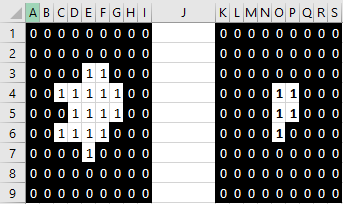 A B C D E F G H I J K L M N O P Q R S
1 0 0 0 0 0 0 0 0 0 0 0 0 0 0 0 0 0 0
2 0 0 0 0 0 0 0 0 0 0 0 0 0 0 0 0 0 0
3 0 0 0 0 1 1 0 0 0 0 0 0 0 0 0 0 0 0
4 0 0 1 1 1 1 1 0 0 0 0 0 0 1 1 0 0 0
5 0 0 0 1 1 1 1 0 0 0 0 0 0 1 1 0 0 0
6 0 0 1 1 1 1 0 0 0 0 0 0 0 1 0 0 0 0
7 0 0 0 0 1 0 0 0 0 0 0 0 0 0 0 0 0 0
8 0 0 0 0 0 0 0 0 0 0 0 0 0 0 0 0 0 0
9 0 0 0 0 0 0 0 0 0 0 0 0 0 0 0 0 0 0